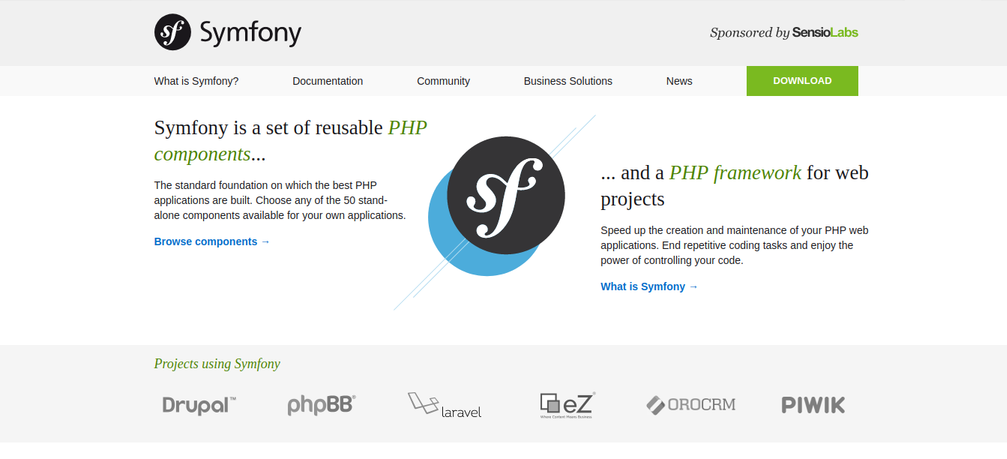 sf Symfony
Sponsored by SensioLabs
What is Symfony? Documentation Community Business Solutions News DOWNLOAD
Symfony is a set of reusable PHP
components...
The standard foundation on which the best PHP
applications are built. Choose any of the 50 stand-
alone components available for your own applications.
Browse components →
sf
... and a PHP framework for web
projects
Speed up the creation and maintenance of your PHP web
applications. End repetitive coding tasks and enjoy the
power of controlling your code.
What is Symfony →
Projects using Symfony
Drupal™ phpBB® laravel eZ® OROCRM PIWIK